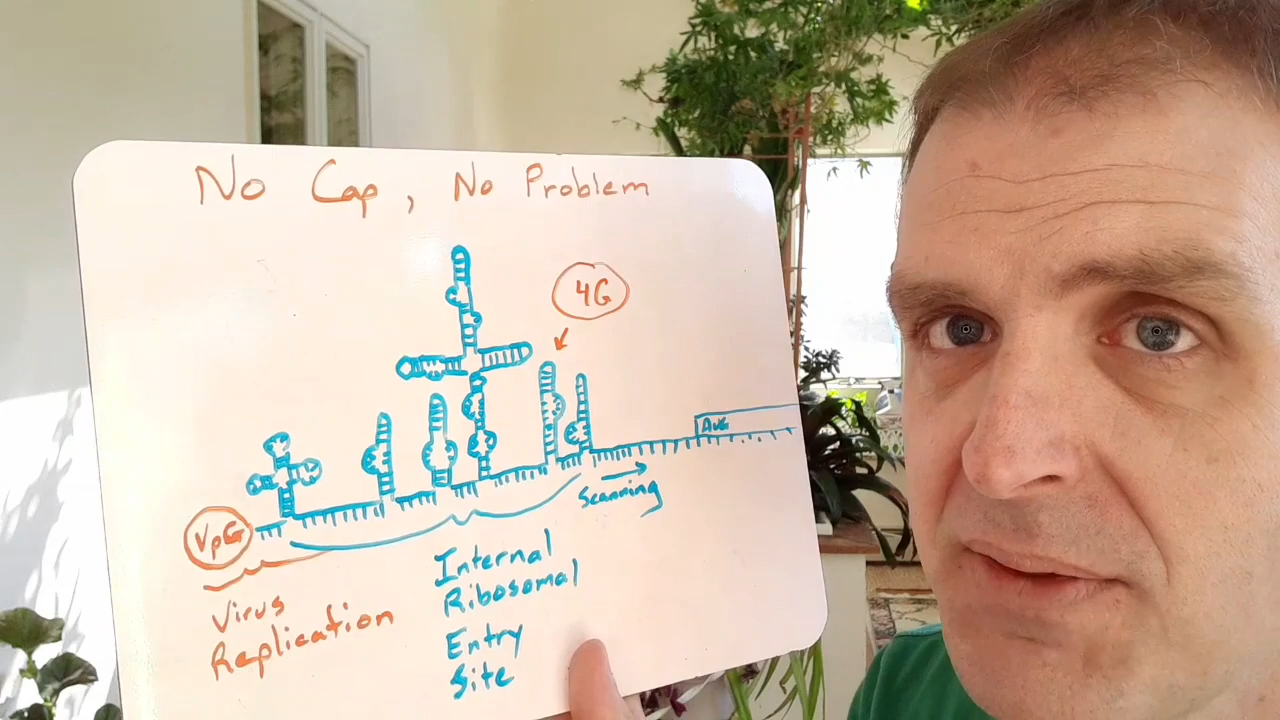 No Cap, No Problem
4G
AUG
Scanning
VpG
Virus
Replication
Internal
Ribosomal
Entry
Site